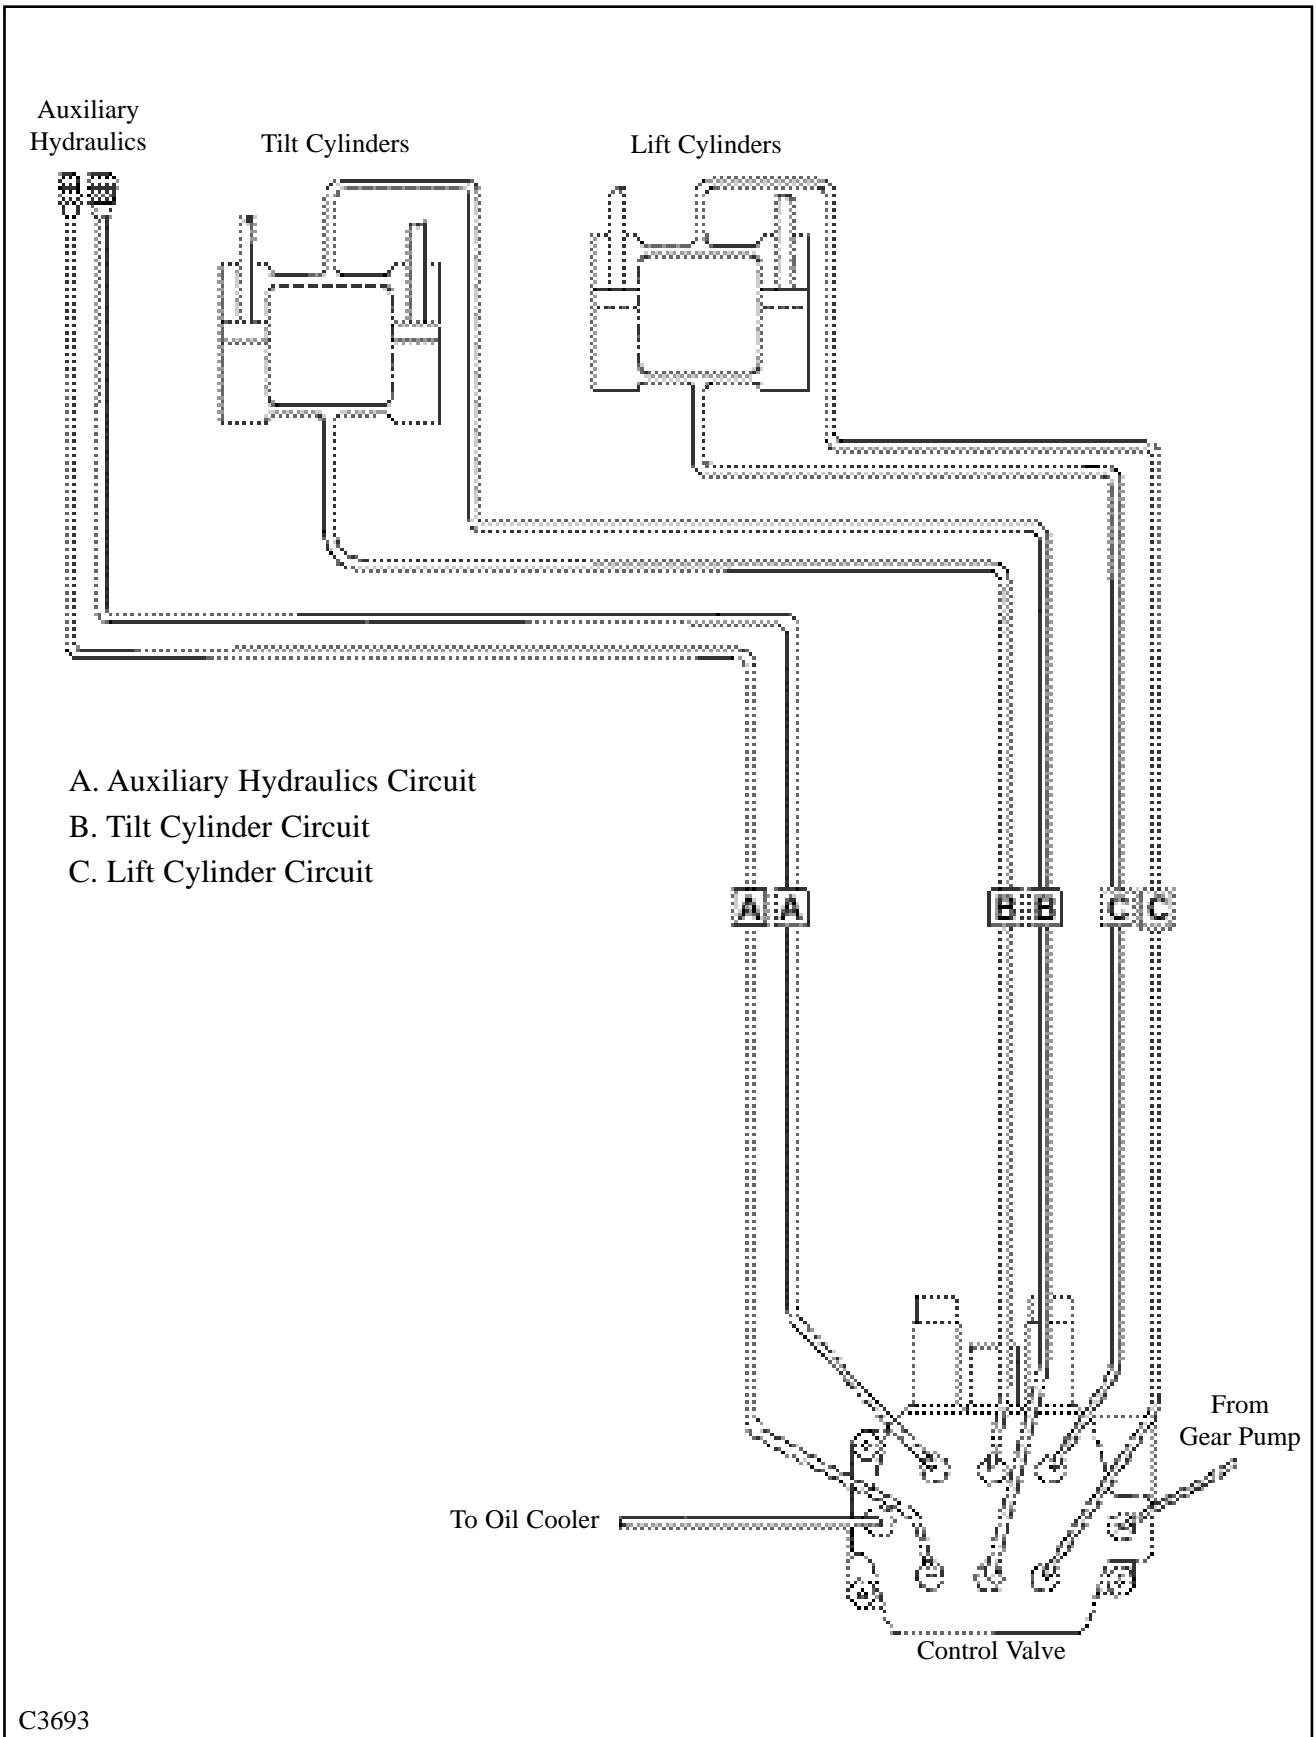 Auxiliary
Hydraulics
Tilt Cylinders
Lift Cylinders
A. Auxiliary Hydraulics Circuit
B. Tilt Cylinder Circuit
C. Lift Cylinder Circuit
A A B B C C
From
Gear Pump
To Oil Cooler
Control Valve
C3693